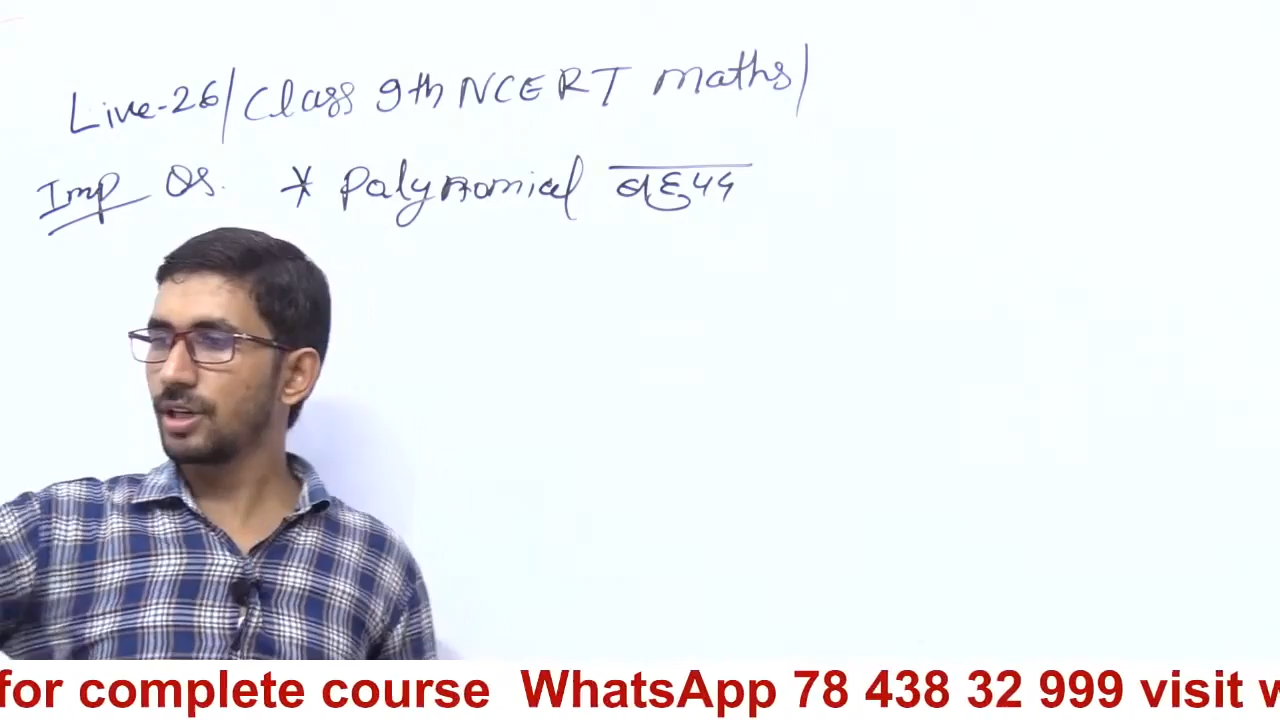 Live-26/ Class 9th NCERT Maths/
Imp Qs. * Polynomial बहुपद
for complete course WhatsApp 78 438 32 999 visit w